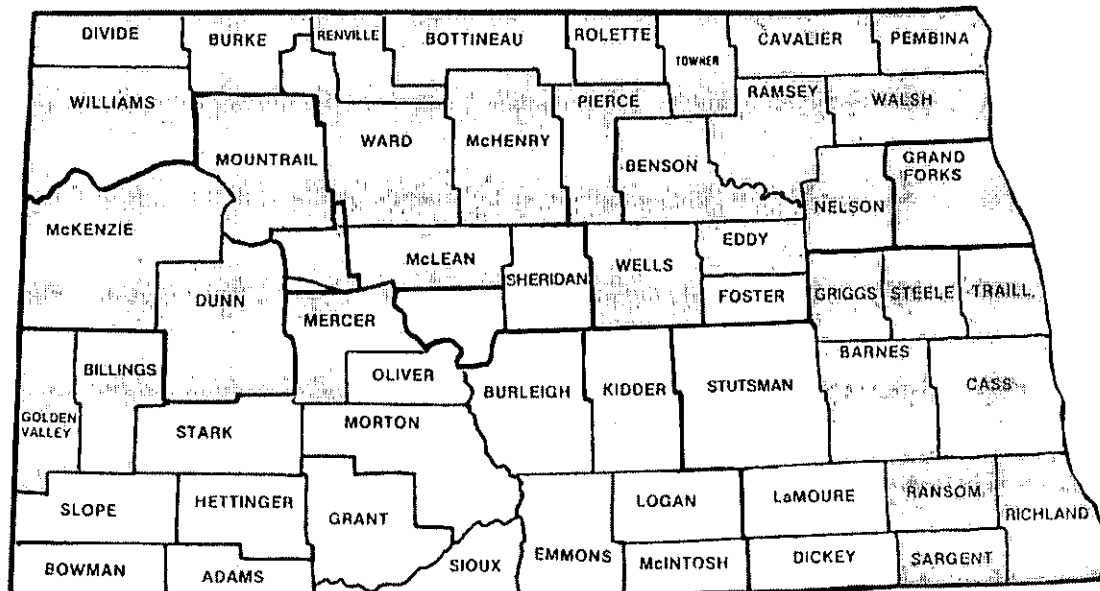 DIVIDE
BURKE
RENVILLE
BOTTINEAU
ROLETTE
TOWNER
CAVALIER
PEMBINA
WILLIAMS
MOUNTRAIL
WARD
McHENRY
PIERCE
BENSON
RAMSEY
WALSH
GRAND
FORKS
NELSON
McKENZIE
DUNN
McLEAN
SHERIDAN
WELLS
EDDY
FOSTER
GRIGGS
STEELE
TRAILL
MERCER
OLIVER
BILLINGS
GOLDEN
VALLEY
STARK
MORTON
BURLEIGH
KIDDER
STUTSMAN
BARNES
CASS
SLOPE
HETTINGER
GRANT
SIOUX
EMMONS
LOGAN
LaMOURE
RANSOM
RICHLAND
BOWMAN
ADAMS
McINTOSH
DICKEY
SARGENT